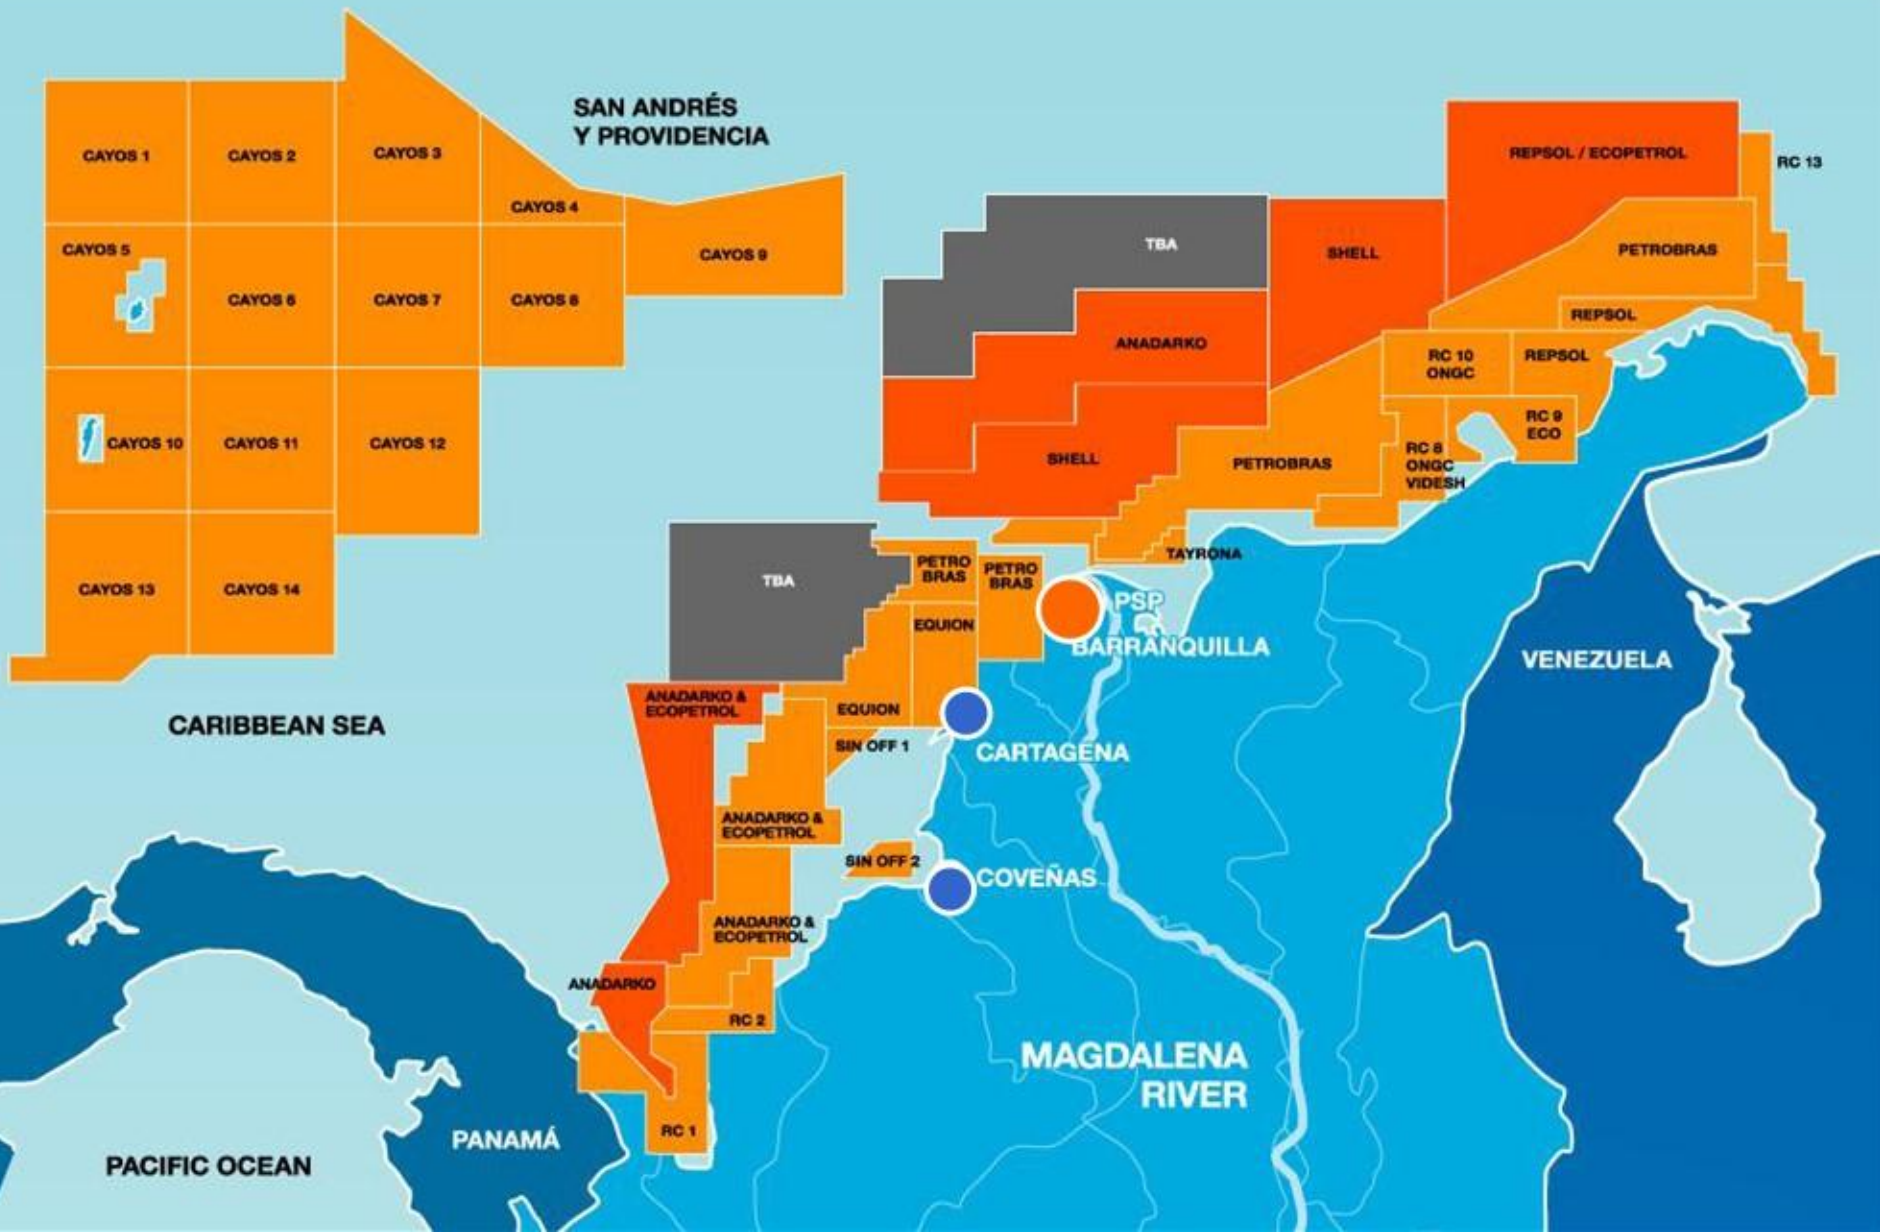 SAN ANDRÉS
Y PROVIDENCIA
CAYOS 1
CAYOS 2
CAYOS 3
CAYOS 4
CAYOS 5
CAYOS 6
CAYOS 7
CAYOS 8
CAYOS 9
CAYOS 10
CAYOS 11
CAYOS 12
CAYOS 13
CAYOS 14
CARIBBEAN SEA
REPSOL / ECOPETROL
RC 13
TBA
SHELL
PETROBRAS
REPSOL
ANADARKO
RC 10
ONGC
REPSOL
RC 9
ECO
RC 8
ONGC
VIDESH
SHELL
PETROBRAS
TAYRONA
TBA
PETRO
BRAS
PETRO
BRAS
EQUION
PSP
BARRANQUILLA
VENEZUELA
ANADARKO &
ECOPETROL
EQUION
SIN OFF 1
CARTAGENA
ANADARKO &
ECOPETROL
SIN OFF 2
COVEÑAS
ANADARKO &
ECOPETROL
ANADARKO
RC 2
MAGDALENA
RIVER
RC 1
PANAMÁ
PACIFIC OCEAN